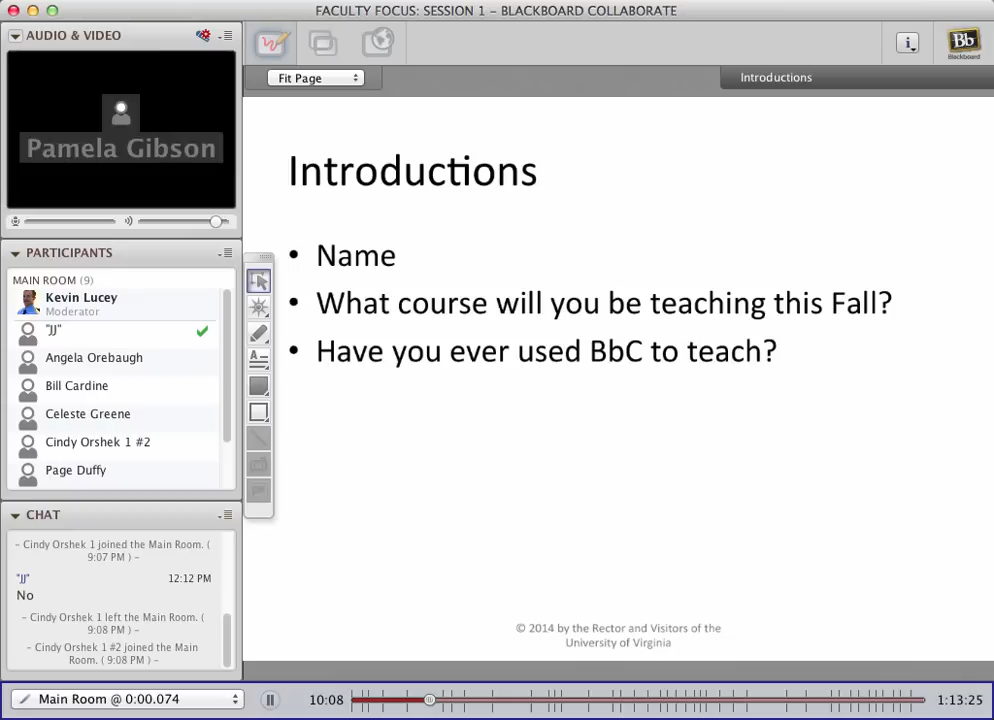 FACULTY FOCUS: SESSION 1 – BLACKBOARD COLLABORATE
AUDIO & VIDEO
Pamela Gibson
PARTICIPANTS
MAIN ROOM (9)
Kevin Lucey
Moderator
"JJ"
Angela Orebaugh
Bill Cardine
Celeste Greene
Cindy Orshek 1 #2
Page Duffy
CHAT
– Cindy Orshek 1 joined the Main Room. (
9:07 PM ) –
"JJ" 12:12 PM
No
– Cindy Orshek 1 left the Main Room. (
9:08 PM ) –
– Cindy Orshek 1 #2 joined the Main
Room. ( 9:08 PM ) –
Fit Page
Introductions
Bb
Blackboard
Introductions
• Name
• What course will you be teaching this Fall?
• Have you ever used BbC to teach?
© 2014 by the Rector and Visitors of the
University of Virginia
Main Room @ 0:00.074
10:08
1:13:25